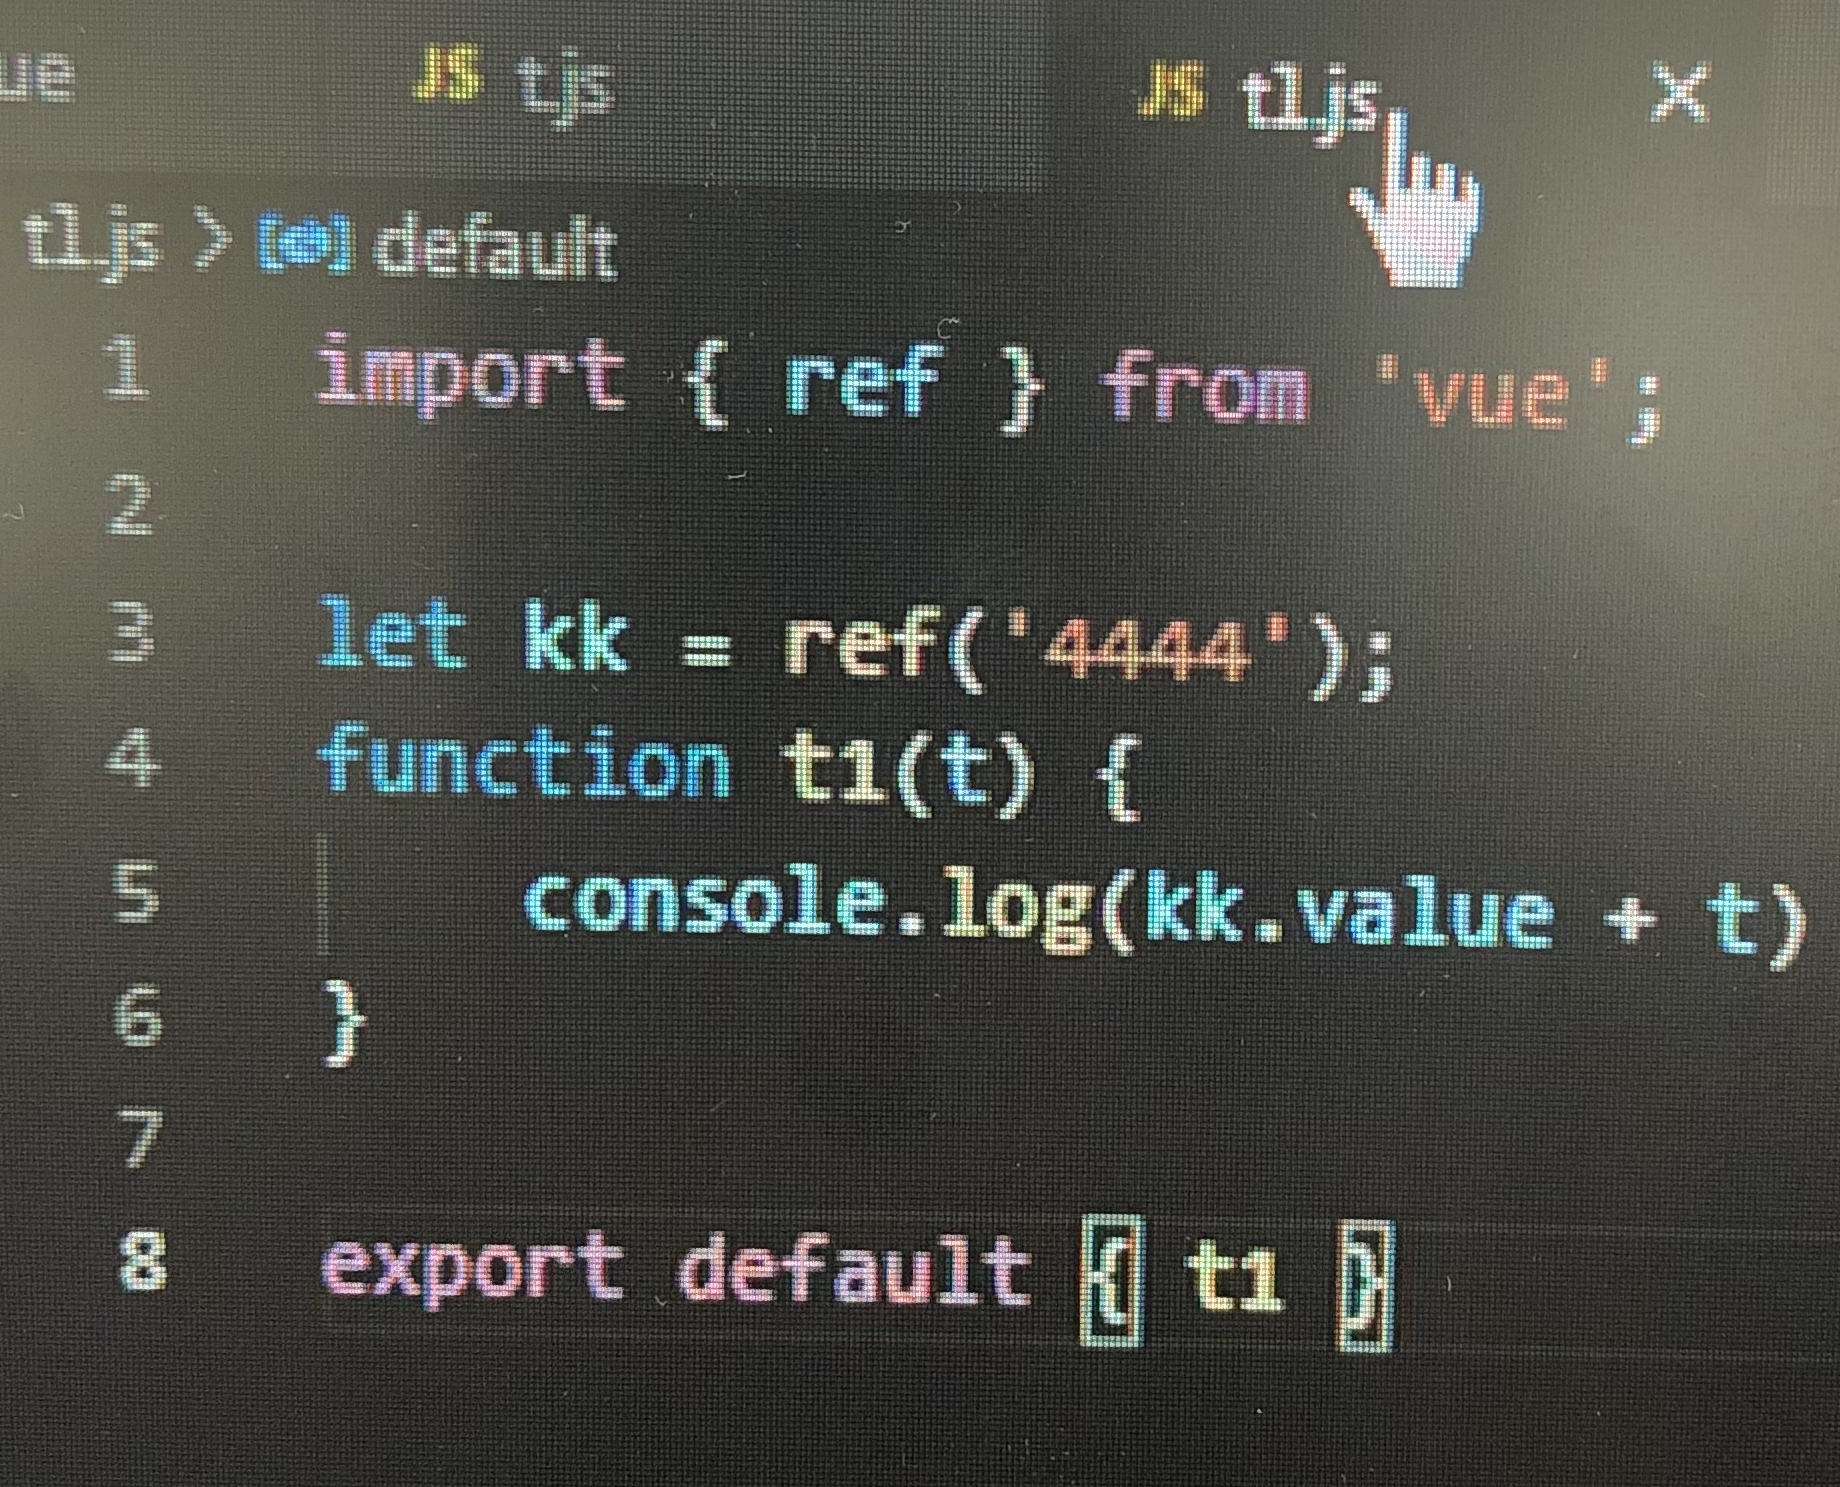 ue JS t.js JS t1.js X
t1.js > default
1 import { ref } from 'vue';
2
3 let kk = ref('4444');
4 function t1(t) {
5 console.log(kk.value + t)
6 }
7
8 export default { t1 }